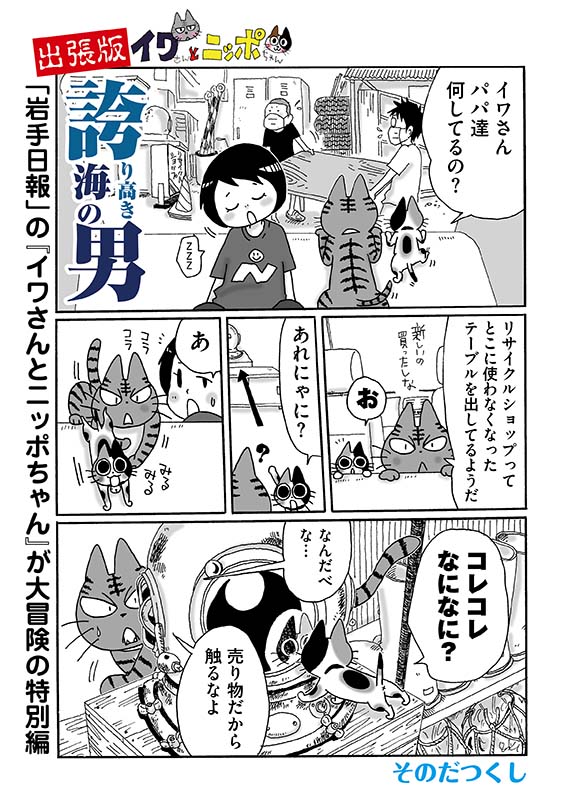 出張版
イワさんとニッポちゃん
誇り高き
海の男
「岩手日報」の『イワさんとニッポちゃん』が大冒険の特別編
イワさん
パパ達
何してるの?
ZZZ
リサイクルショップって
とこに使わなくなった
テーブルを出してるようだ
新しいの
買ったしな
お
あれにゃに?
?
あ
コラ
コラ
みる
みる
コレコレ
なになに?
なんだべ
な…
売り物だから
触るなよ
そのだつくし